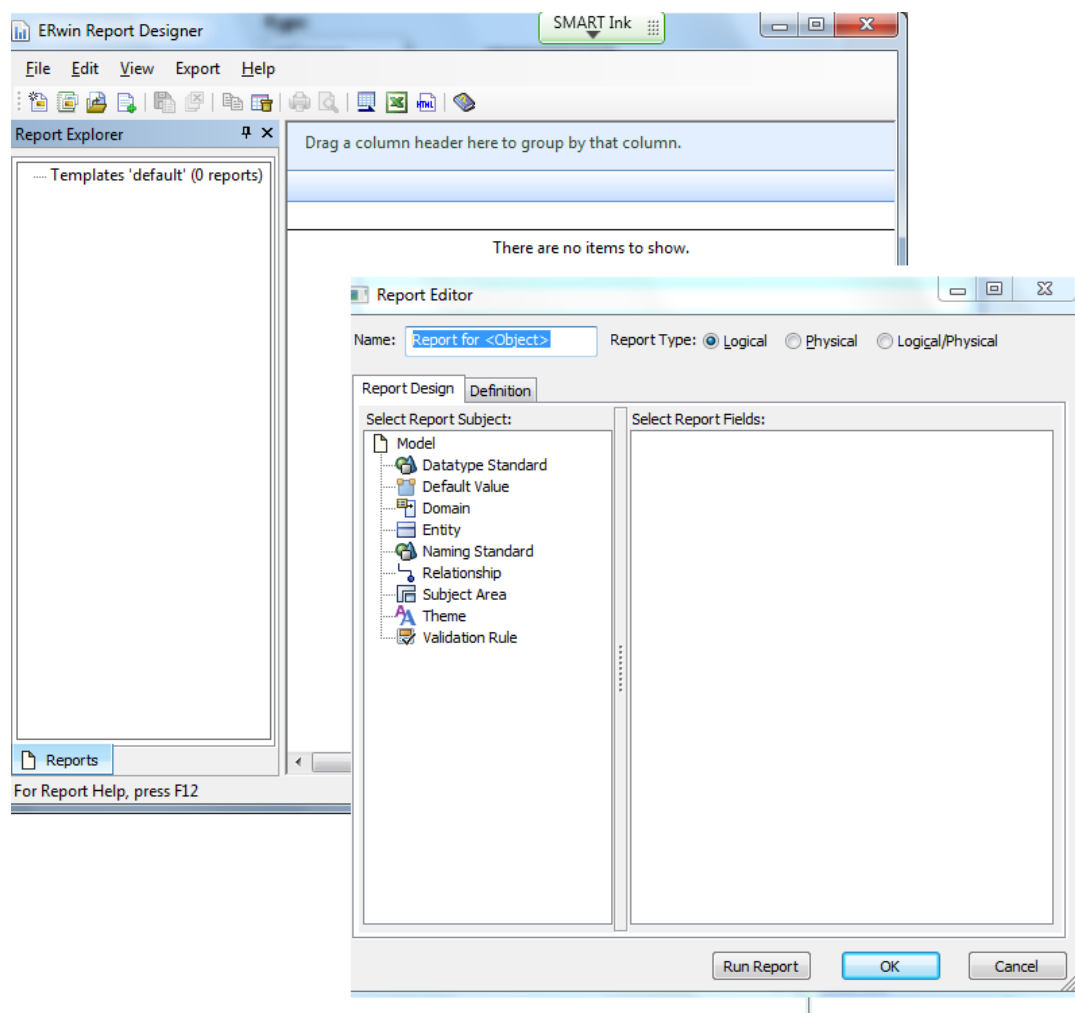 ERwin Report Designer
SMART Ink
File Edit View Export Help
HTML
Report Explorer
Drag a column header here to group by that column.
Templates 'default' (0 reports)
There are no items to show.
Reports
For Report Help, press F12
Report Editor
Name: Report for <Object> Report Type: Logical Physical Logical/Physical
Report Design Definition
Select Report Subject: Select Report Fields:
Model
Datatype Standard
Default Value
Domain
Entity
Naming Standard
Relationship
Subject Area
Theme
Validation Rule
Run Report OK Cancel